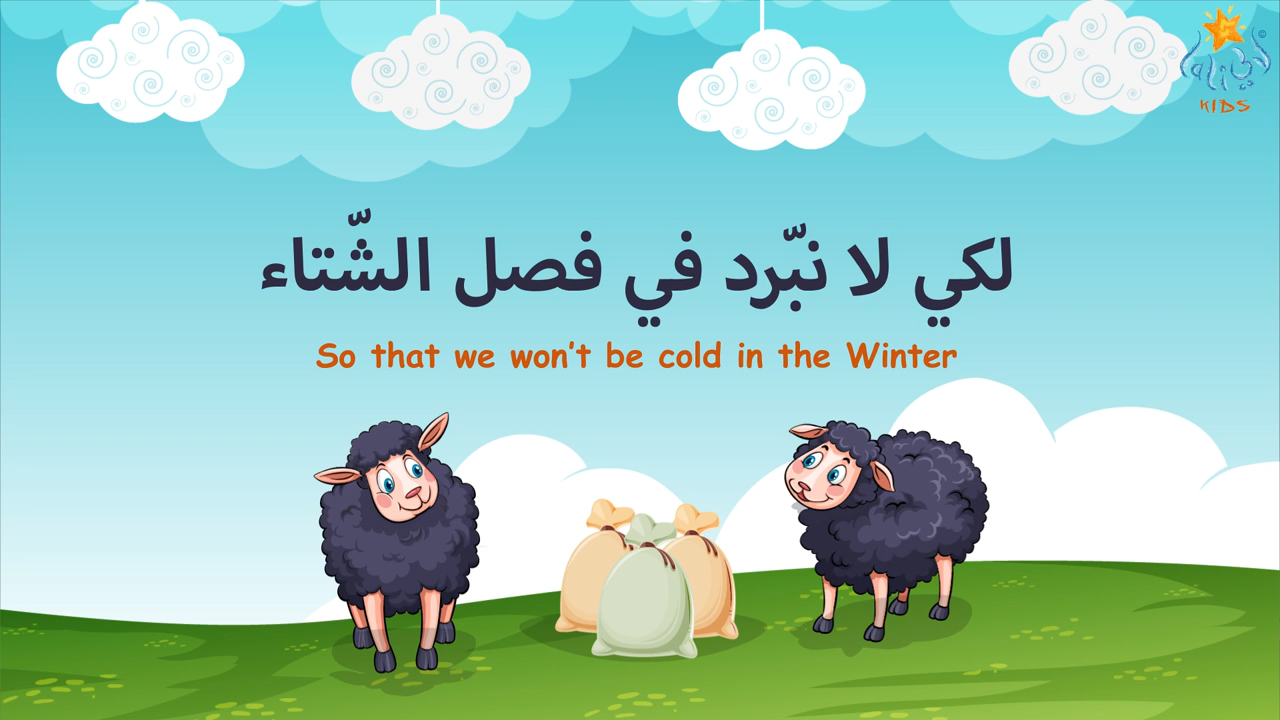 لكي لا نبّرد في فصل الشّتاء
So that we won't be cold in the Winter
KIDS